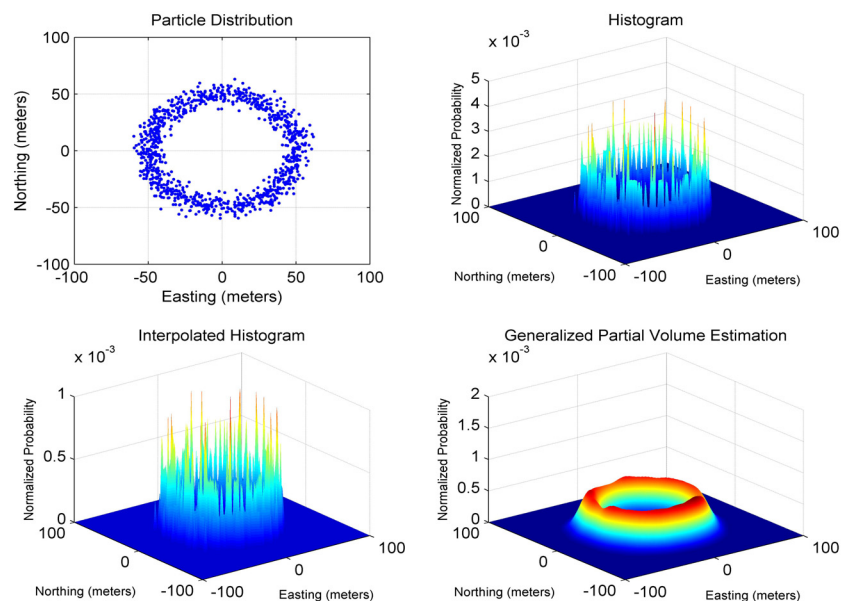 Particle Distribution
100
50
0
-50
-100
-100 -50 0 50 100
Northing (meters)
Easting (meters)
Histogram
x 10⁻³
5
4
3
2
1
0
Normalized Probability
100
0
-100
Northing (meters)
-100
0
100
Easting (meters)
Interpolated Histogram
x 10⁻³
1
0.5
0
Normalized Probability
100
0
-100
Northing (meters)
-100
0
100
Easting (meters)
Generalized Partial Volume Estimation
x 10⁻³
2
1.5
1
0.5
0
Normalized Probability
100
0
-100
Northing (meters)
-100
0
100
Easting (meters)